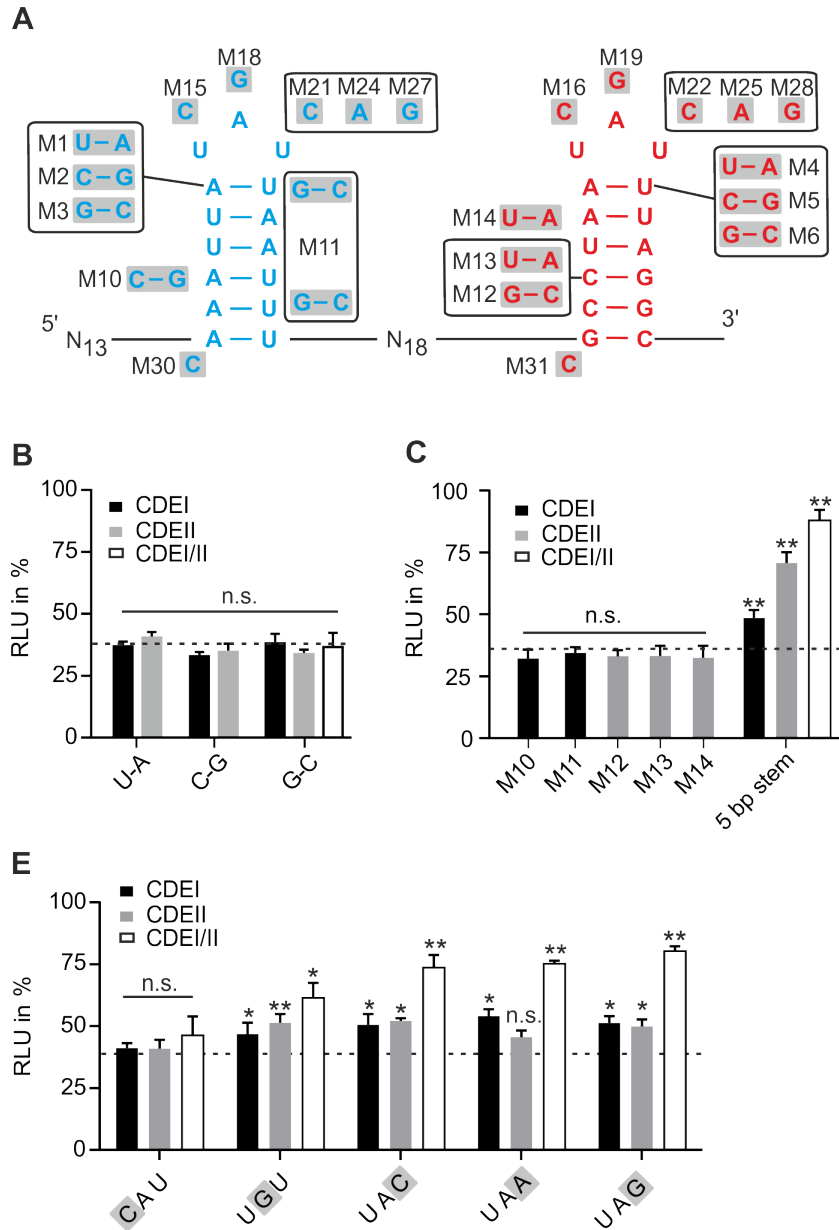 A
M18 M19
M15 G M21 M24 M27 M16 G M22 M25 M28
C A C A G C A C A G
U U U U
M1 U–A
M2 C–G
M3 G–C
A – U G–C
U – A
U – A M11
M10 C–G A – U
A – U G–C
A – U
A – U U–A M4
C–G M5
G–C M6
M14 U–A A – U
U – A
M13 U–A C – G
M12 G–C C – G
G – C
5' 3'
N13 N18
M30 C M31 C
B
RLU in %
100
75
50
25
0
CDEI
CDEII
CDEI/II
n.s.
U-A C-G G-C
C
RLU in %
100
75
50
25
0
CDEI
CDEII
CDEI/II
n.s.
** ** **
M10 M11 M12 M13 M14 5 bp stem
E
RLU in %
100
75
50
25
0
CDEI
CDEII
CDEI/II
n.s. * ** * * * ** * n.s. ** * * **
CAU UGU UAC UAA UAG